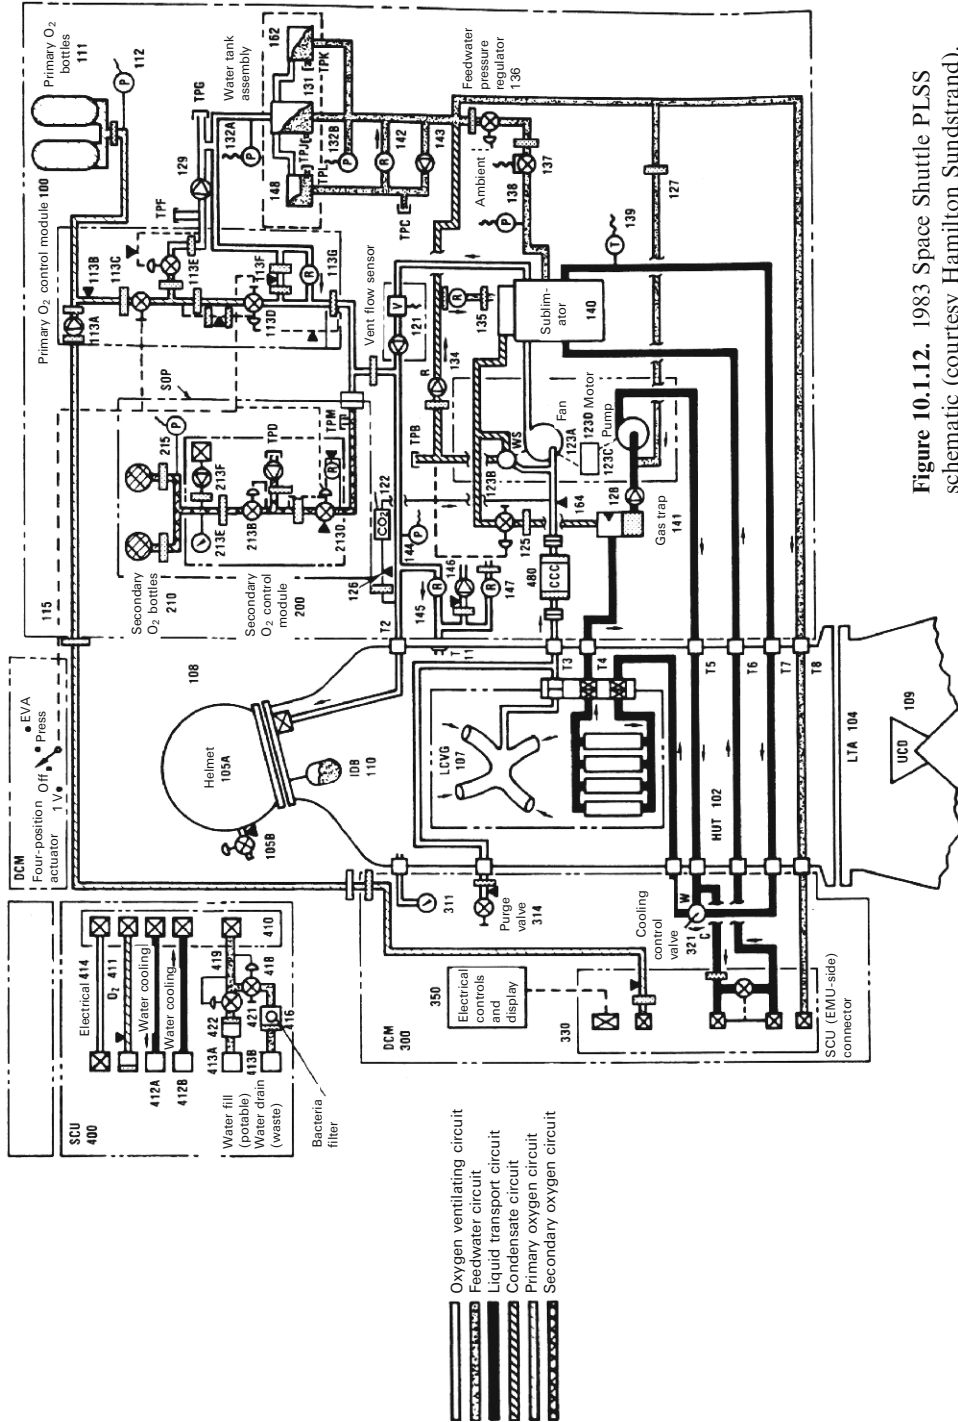 Primary O2
bottles
111
112
Primary O2 control module 100
113A
113B
113C
113E
113F
113D
113G
TPF
129
TPG
132A
Water tank
assembly
162
TPK
131
TPJ
TPL
148
132B
142
143
TPC
Feedwater
pressure
regulator
136
Ambient
138
137
127
139
SOP
Vent flow sensor
V
121
R
134
135
TPB
Sublim-
ator
140
115
Secondary
O2 bottles
210
215
213F
213E
213B
TPD
213D
TPM
Secondary
O2 control
module
200
CO2
122
126
144
T2
145
146
147
T
11
WS
123B
Fan
123A
123D Motor
123C
Pump
125
164
128
Gas trap
141
480
CCC
T3
T4
T5
T6
T7
T8
DCM
Four-position
actuator
Off
1 V
Press
EVA
108
Helmet
105A
105B
IDB
110
LCVG
107
HUT 102
LTA 104
109
UCD
311
Purge
valve
314
Cooling
control
valve
321
W
C
350
Electrical
controls
and
display
DCM
300
330
SCU (EMU-side)
connector
SCU
400
Electrical 414
O2 411
Water cooling
Water cooling
412A
412B
410
419
418
422
421
416
413A
413B
Water fill
(potable)
Water drain
(waste)
Bacteria
filter
Oxygen ventilating circuit
Feedwater circuit
Liquid transport circuit
Condensate circuit
Primary oxygen circuit
Secondary oxygen circuit
Figure 10.1.12. 1983 Space Shuttle PLSS
schematic (courtesy Hamilton Sundstrand).